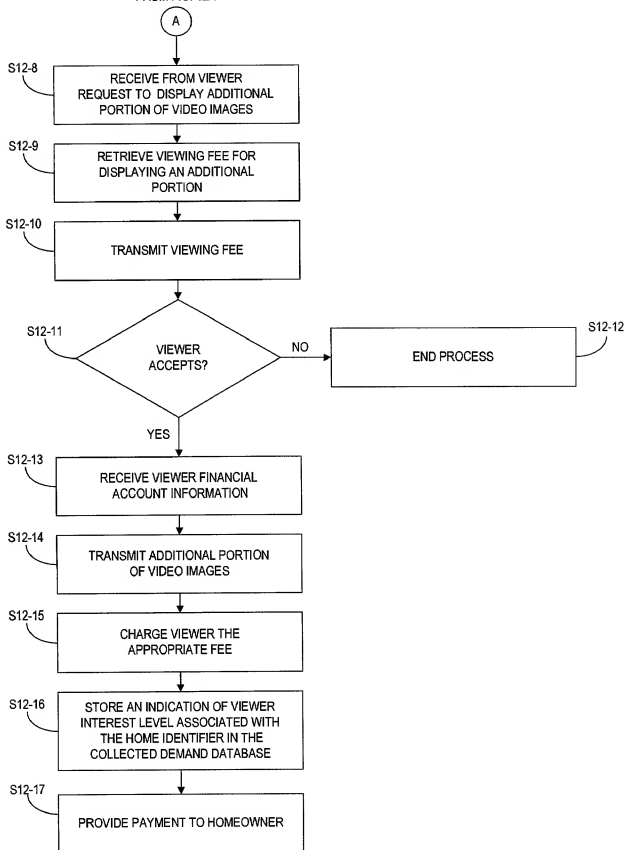 A
S12-8
RECEIVE FROM VIEWER
REQUEST TO DISPLAY ADDITIONAL
PORTION OF VIDEO IMAGES
S12-9
RETRIEVE VIEWING FEE FOR
DISPLAYING AN ADDITIONAL
PORTION
S12-10
TRANSMIT VIEWING FEE
S12-11
VIEWER
ACCEPTS?
NO
S12-12
END PROCESS
YES
S12-13
RECEIVE VIEWER FINANCIAL
ACCOUNT INFORMATION
S12-14
TRANSMIT ADDITIONAL PORTION
OF VIDEO IMAGES
S12-15
CHARGE VIEWER THE
APPROPRIATE FEE
S12-16
STORE AN INDICATION OF VIEWER
INTEREST LEVEL ASSOCIATED WITH
THE HOME IDENTIFIER IN THE
COLLECTED DEMAND DATABASE
S12-17
PROVIDE PAYMENT TO HOMEOWNER